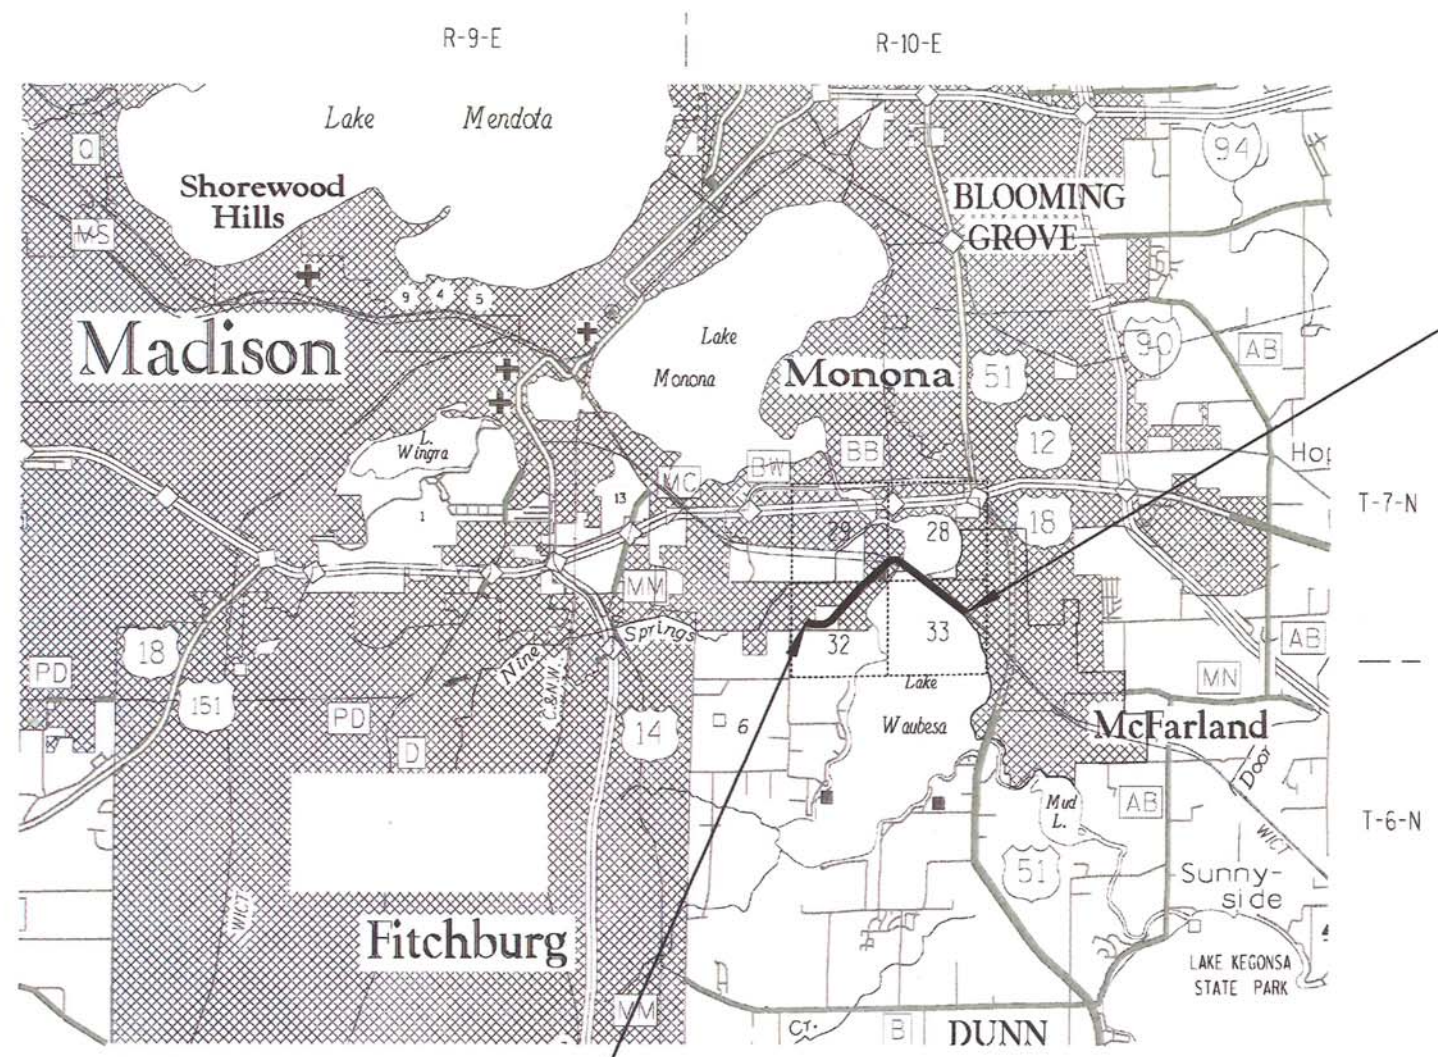 R-9-E
R-10-E
Lake Mendota
Q
94
Shorewood
Hills
BLOOMING
GROVE
MS
9
4
5
Madison
Lake
Monona
Monona
51
90
AB
L.
Wingra
12
BB
BW
MC
Hop
13
1
29
28
18
T-7-N
MM
Springs
32
33
AB
18
Nine
PD
MN
151
PD
C.&N.W.
14
6
Lake
Waubesa
McFarland
D
Door
Mud
L.
AB
T-6-N
WICT
51
Sunny-
side
WICT
Fitchburg
LAKE KEGONSA
STATE PARK
MM
CT.
B
DUNN